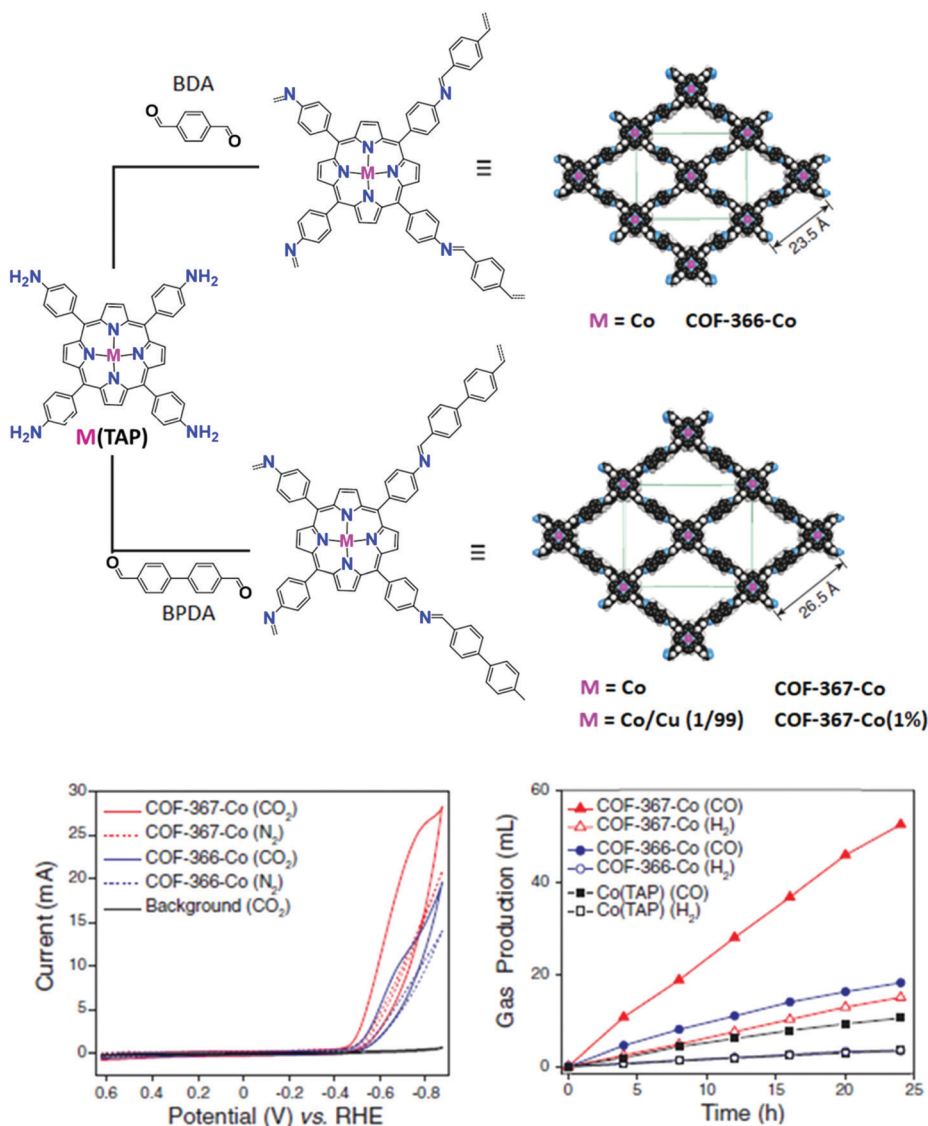 BDA
O
O
N
N
N
N
M
N
N
N
N
≡
23.5 Å
M = Co COF-366-Co
H₂N
NH₂
N
N
M
N
N
H₂N
NH₂
M(TAP)
O
O
BPDA
N
N
N
N
M
N
N
N
N
≡
26.5 Å
M = Co COF-367-Co
M = Co/Cu (1/99) COF-367-Co(1%)
30
25
20
15
10
5
0
Current (mA)
COF-367-Co (CO₂)
COF-367-Co (N₂)
COF-366-Co (CO₂)
COF-366-Co (N₂)
Background (CO₂)
0.6 0.4 0.2 0 -0.2 -0.4 -0.6 -0.8
Potential (V) vs. RHE
60
40
20
0
Gas Production (mL)
COF-367-Co (CO)
COF-367-Co (H₂)
COF-366-Co (CO)
COF-366-Co (H₂)
Co(TAP) (CO)
Co(TAP) (H₂)
0 5 10 15 20 25
Time (h)